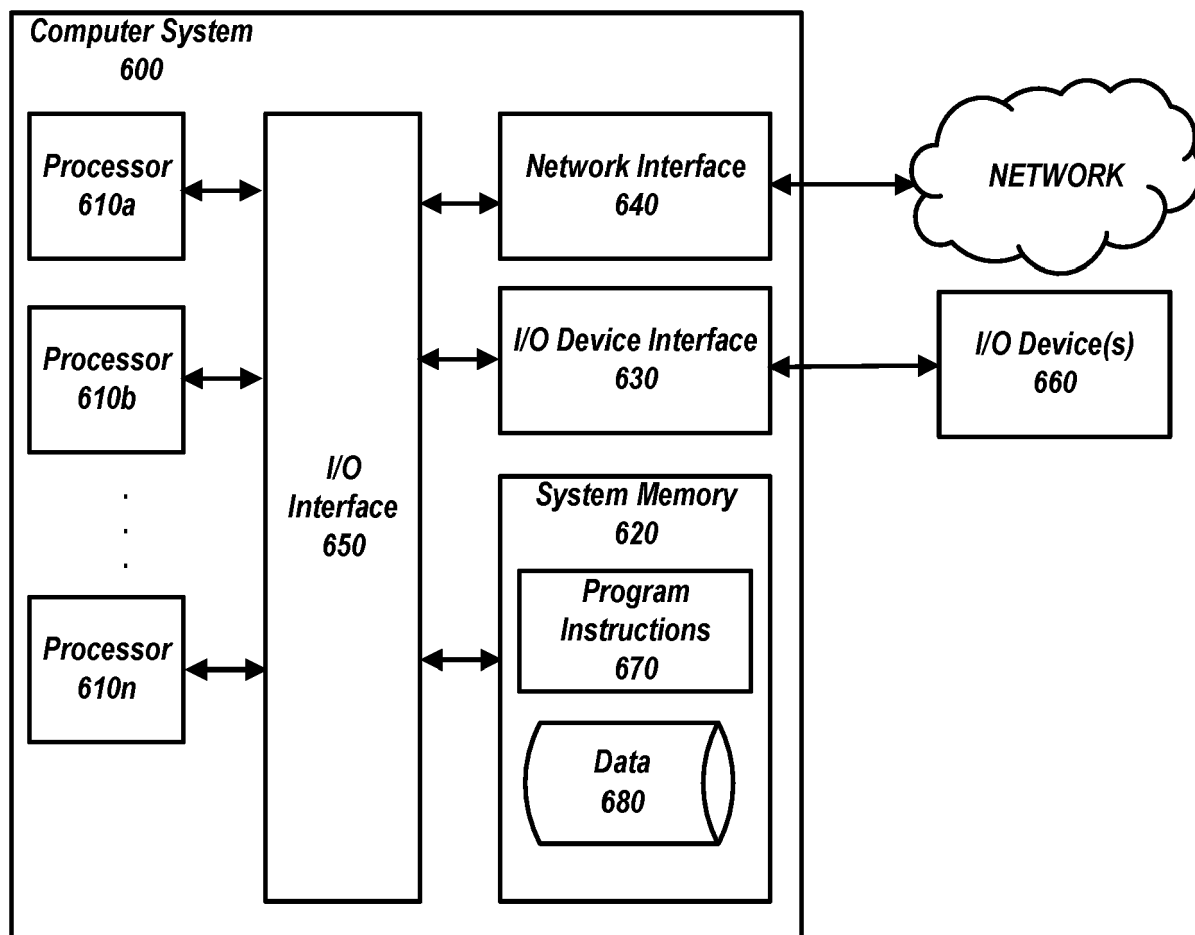 Computer System
600
Processor
610a
Processor
610b
.
.
.
Processor
610n
I/O
Interface
650
Network Interface
640
I/O Device Interface
630
System Memory
620
Program
Instructions
670
Data
680
NETWORK
I/O Device(s)
660